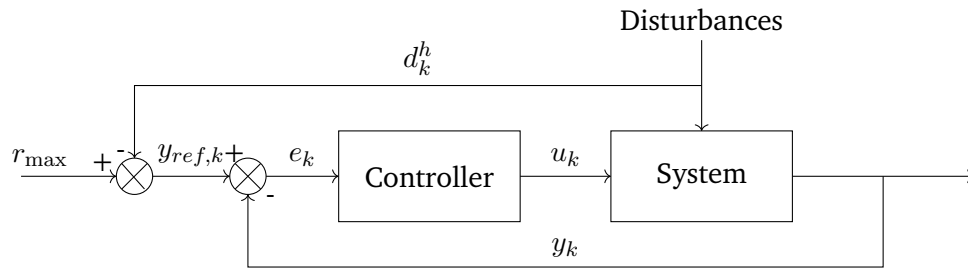 Disturbances
d_k^h
r_max
+
-
y_{ref,k}
+
-
e_k
Controller
u_k
System
y_k